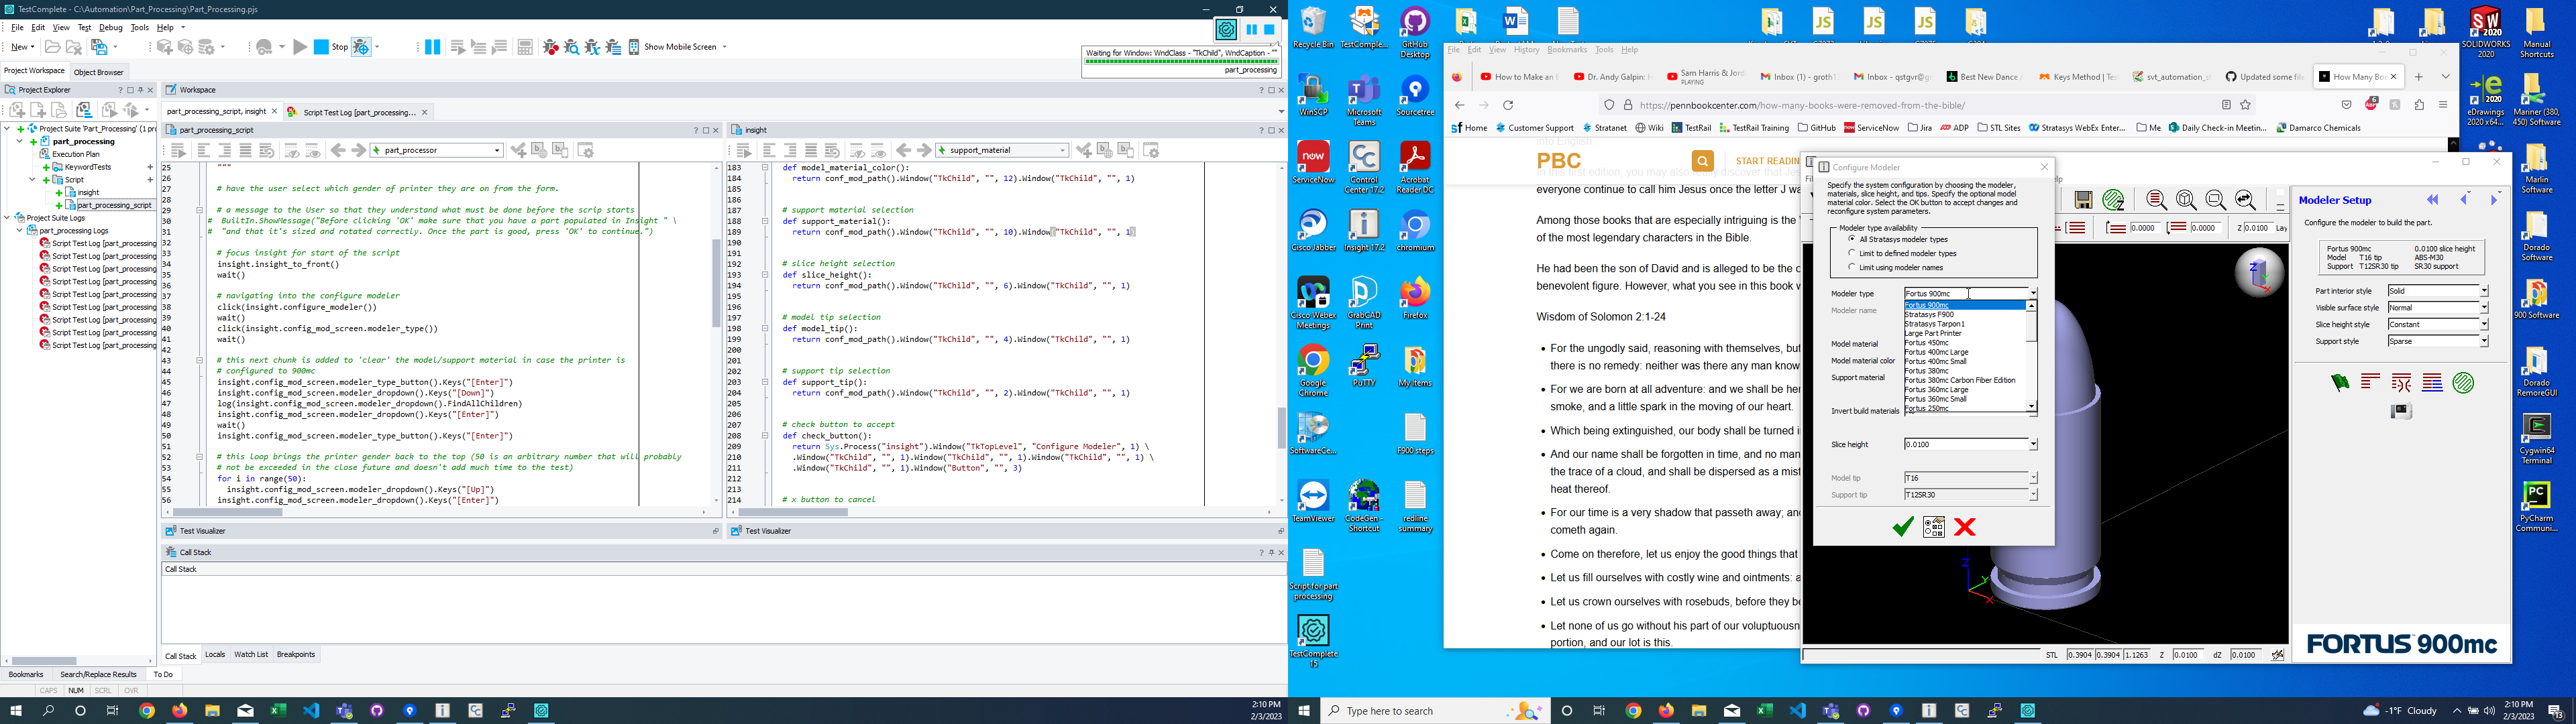 TestComplete - C:\Automation\Part_Processing\Part_Processing.pjs
File Edit View Test Debug Tools Help
New
Stop
Show Mobile Screen
Waiting for Window: WndClass - "TkChild", WndCaption - ""
part_processing
Project Workspace Object Browser
Project Explorer
Project Suite 'Part_Processing' (1 pro
part_processing
Execution Plan
KeywordTests
Script
insight
part_processing_script
Project Suite Logs
part_processing Logs
Script Test Log [part_processing
Script Test Log [part_processing
Script Test Log [part_processing
Script Test Log [part_processing
Script Test Log [part_processing
Script Test Log [part_processing
Script Test Log [part_processing
Script Test Log [part_processing
Script Test Log [part_processing
Workspace
part_processing_script, insight Script Test Log [part_processing...
part_processing_script
part_processor
25 """
26
27 # have the user select which gender of printer they are on from the form.
28
29 # a message to the User so that they understand what must be done before the scrip starts
30 # BuiltIn.ShowMessage("Before clicking 'OK' make sure that you have a part populated in Insight " \
31 # "and that it's sized and rotated correctly. Once the part is good, press 'OK' to continue.")
32
33 # focus insight for start of the script
34 insight.insight_to_front()
35 wait()
36
37 # navigating into the configure modeler
38 click(insight.configure_modeler())
39 wait()
40 click(insight.config_mod_screen.modeler_type())
41 wait()
42
43 # this next chunk is added to 'clear' the model/support material in case the printer is
44 # configured to 900mc
45 insight.config_mod_screen.modeler_type_button().Keys("[Enter]")
46 insight.config_mod_screen.modeler_dropdown().Keys("[Down]")
47 log(insight.config_mod_screen.modeler_dropdown().FindAllChildren)
48 insight.config_mod_screen.modeler_dropdown().Keys("[Enter]")
49 wait()
50 insight.config_mod_screen.modeler_type_button().Keys("[Enter]")
51
52 # this loop brings the printer gender back to the top (50 is an arbitrary number that will probably
53 # not be exceeded in the close future and doesn't add much time to the test)
54 for i in range(50):
55 insight.config_mod_screen.modeler_dropdown().Keys("[Up]")
56 insight.config_mod_screen.modeler_dropdown().Keys("[Enter]")
insight
support_material
183 def model_material_color():
184 return conf_mod_path().Window("TkChild", "", 12).Window("TkChild", "", 1)
185
186
187 # support material selection
188 def support_material():
189 return conf_mod_path().Window("TkChild", "", 10).Window("TkChild", "", 1)
190
191
192 # slice height selection
193 def slice_height():
194 return conf_mod_path().Window("TkChild", "", 6).Window("TkChild", "", 1)
195
196
197 # model tip selection
198 def model_tip():
199 return conf_mod_path().Window("TkChild", "", 4).Window("TkChild", "", 1)
200
201
202 # support tip selection
203 def support_tip():
204 return conf_mod_path().Window("TkChild", "", 2).Window("TkChild", "", 1)
205
206
207 # check button to accept
208 def check_button():
209 return Sys.Process("insight").Window("TkTopLevel", "Configure Modeler", 1) \
210 .Window("TkChild", "", 1).Window("TkChild", "", 1).Window("TkChild", "", 1) \
211 .Window("TkChild", "", 1).Window("Button", "", 3)
212
213
214 # x button to cancel
Test Visualizer
Test Visualizer
Call Stack
Call Stack
Call Stack Locals Watch List Breakpoints
Bookmarks Search/Replace Results To Do
CAPS NUM SCRL OVR
2:10 PM
2/3/2023
Recycle Bin
TestComple...
GitHub Desktop
WinSCP
Microsoft Teams
Sourcetree
ServiceNow
Control Center 17.2
Acrobat Reader DC
Cisco Jabber
Insight 17.2
chromium
Cisco Webex Meetings
GrabCAD Print
Firefox
Google Chrome
PuTTY
My items
SoftwareCe...
F900 steps
TeamViewer
CodeGen - Shortcut
redline summary
Script for part processing
TestComplete 15
SOLIDWORKS 2020
Manual Shortcuts
eDrawings 2020 x64...
Mariner (380, 450) Software
Marlin Software
Dorado Software
900 Software
Dorado RemoreGUI
Cygwin64 Terminal
PyCharm Communi...
File Edit View History Bookmarks Tools Help
How to Make an
Dr. Andy Galpin:
Sam Harris & Jord
PLAYING
Inbox (1) - groth1
Inbox - qstgvr@g
Best New Dance
Keys Method | Te
svt_automation_s
Updated some file
How Many Boo
https://pennbookcenter.com/how-many-books-were-removed-from-the-bible/
Home Customer Support Stratanet Wiki TestRail TestRail Training GitHub ServiceNow Jira ADP STL Sites Stratasys WebEx Enter... Me Daily Check-in Meetin... Damarco Chemicals
into English
PBC
START READIN
In this first edition, you may also really discover that Jes
everyone continue to call him Jesus once the letter J wa
Among those books that are especially intriguing is the
of the most legendary characters in the Bible.
He had been the son of David and is alleged to be the
benevolent figure. However, what you see in this book w
Wisdom of Solomon 2:1-24
• For the ungodly said, reasoning with themselves, but
there is no remedy: neither was there any man know
• For we are born at all adventure: and we shall be her
smoke, and a little spark in the moving of our heart.
• Which being extinguished, our body shall be turned i
• And our name shall be forgotten in time, and no man
the trace of a cloud, and shall be dispersed as a mist
heat thereof.
• For our time is a very shadow that passeth away; and
cometh again.
• Come on therefore, let us enjoy the good things that
• Let us fill ourselves with costly wine and ointments: a
• Let us crown ourselves with rosebuds, before they be
• Let none of us go without his part of our voluptuousn
portion, and our lot is this.
Configure Modeler
Specify the system configuration by choosing the modeler,
materials, slice height, and tips. Specify the optional model
material color. Select the OK button to accept changes and
reconfigure system parameters.
Modeler type availability
All Stratasys modeler types
Limit to defined modeler types
Limit using modeler names
Modeler type Fortus 900mc
Modeler name
Model material
Model material color
Support material
Invert build materials
Fortus 900mc
Stratasys F900
Stratasys Tarpon1
Large Part Printer
Fortus 450mc
Fortus 400mc Large
Fortus 400mc Small
Fortus 380mc
Fortus 380mc Carbon Fiber Edition
Fortus 360mc Large
Fortus 360mc Small
Fortus 250mc
Slice height 0.0100
Model tip T16
Support tip T12SR30
0.0000 0.0000 Z 0.0100 Lay
Modeler Setup
Configure the modeler to build the part.
Fortus 900mc 0.0100 slice height
Model T16 tip ABS-M30
Support T12SR30 tip SR30 support
Part interior style Solid
Visible surface style Normal
Slice height style Constant
Support style Sparse
FORTUS 900mc
STL 0.3904 0.3904 1.1263 Z 0.0100 dZ 0.0100
Type here to search
-1°F Cloudy
2:10 PM
2/3/2023